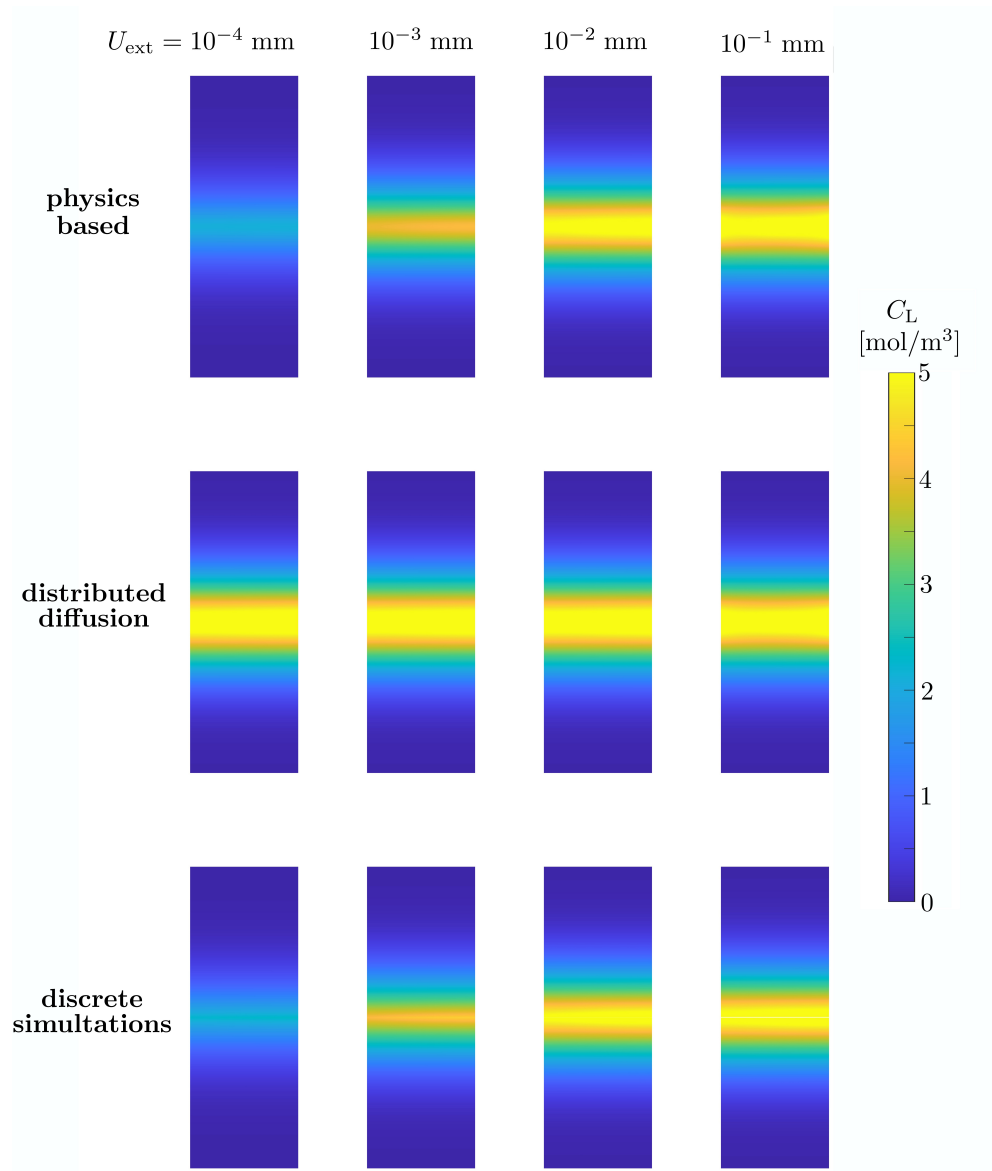 U_ext = 10⁻⁴ mm 10⁻³ mm 10⁻² mm 10⁻¹ mm
physics
based
C_L
[mol/m³]
5
4
distributed
diffusion
3
2
1
0
discrete
simultations